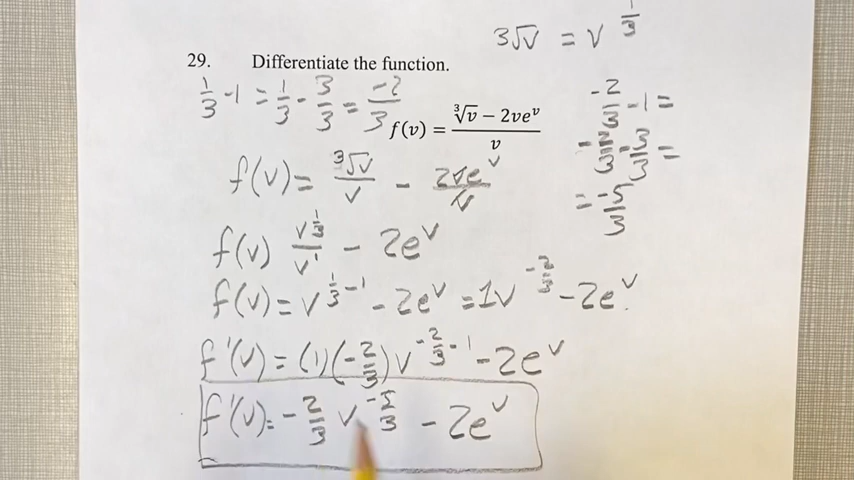 3√v = v^(1/3)
29. Differentiate the function.
1/3 - 1 = 1/3 - 3/3 = -2/3
f(v) = (∛v − 2ve^v)/v
-2/3 - 1 =
-2/3 - 3/3 =
= -5/3
f(v) = ∛v/v - 2ve^v/v
f(v) v^(1/3)/v^1 - 2e^v
f(v) = v^(1/3 - 1) - 2e^v = 1v^(-2/3) - 2e^v.
f'(v) = (1)(-2/3)v^(-2/3 - 1) - 2e^v
f'(v) = -2/3 v^(-5/3) - 2e^v